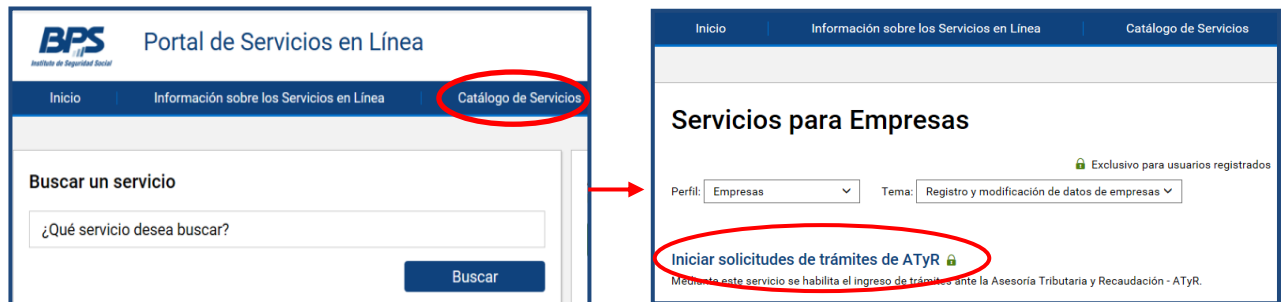 BPS
Instituto de Seguridad Social
Portal de Servicios en Línea
Inicio Información sobre los Servicios en Línea Catálogo de Servicios
Buscar un servicio
¿Qué servicio desea buscar?
Buscar
Inicio Información sobre los Servicios en Línea Catálogo de Servicios
Servicios para Empresas
Exclusivo para usuarios registrados
Perfil: Empresas Tema: Registro y modificación de datos de empresas
Iniciar solicitudes de trámites de ATyR
Mediante este servicio se habilita el ingreso de trámites ante la Asesoría Tributaria y Recaudación - ATyR.